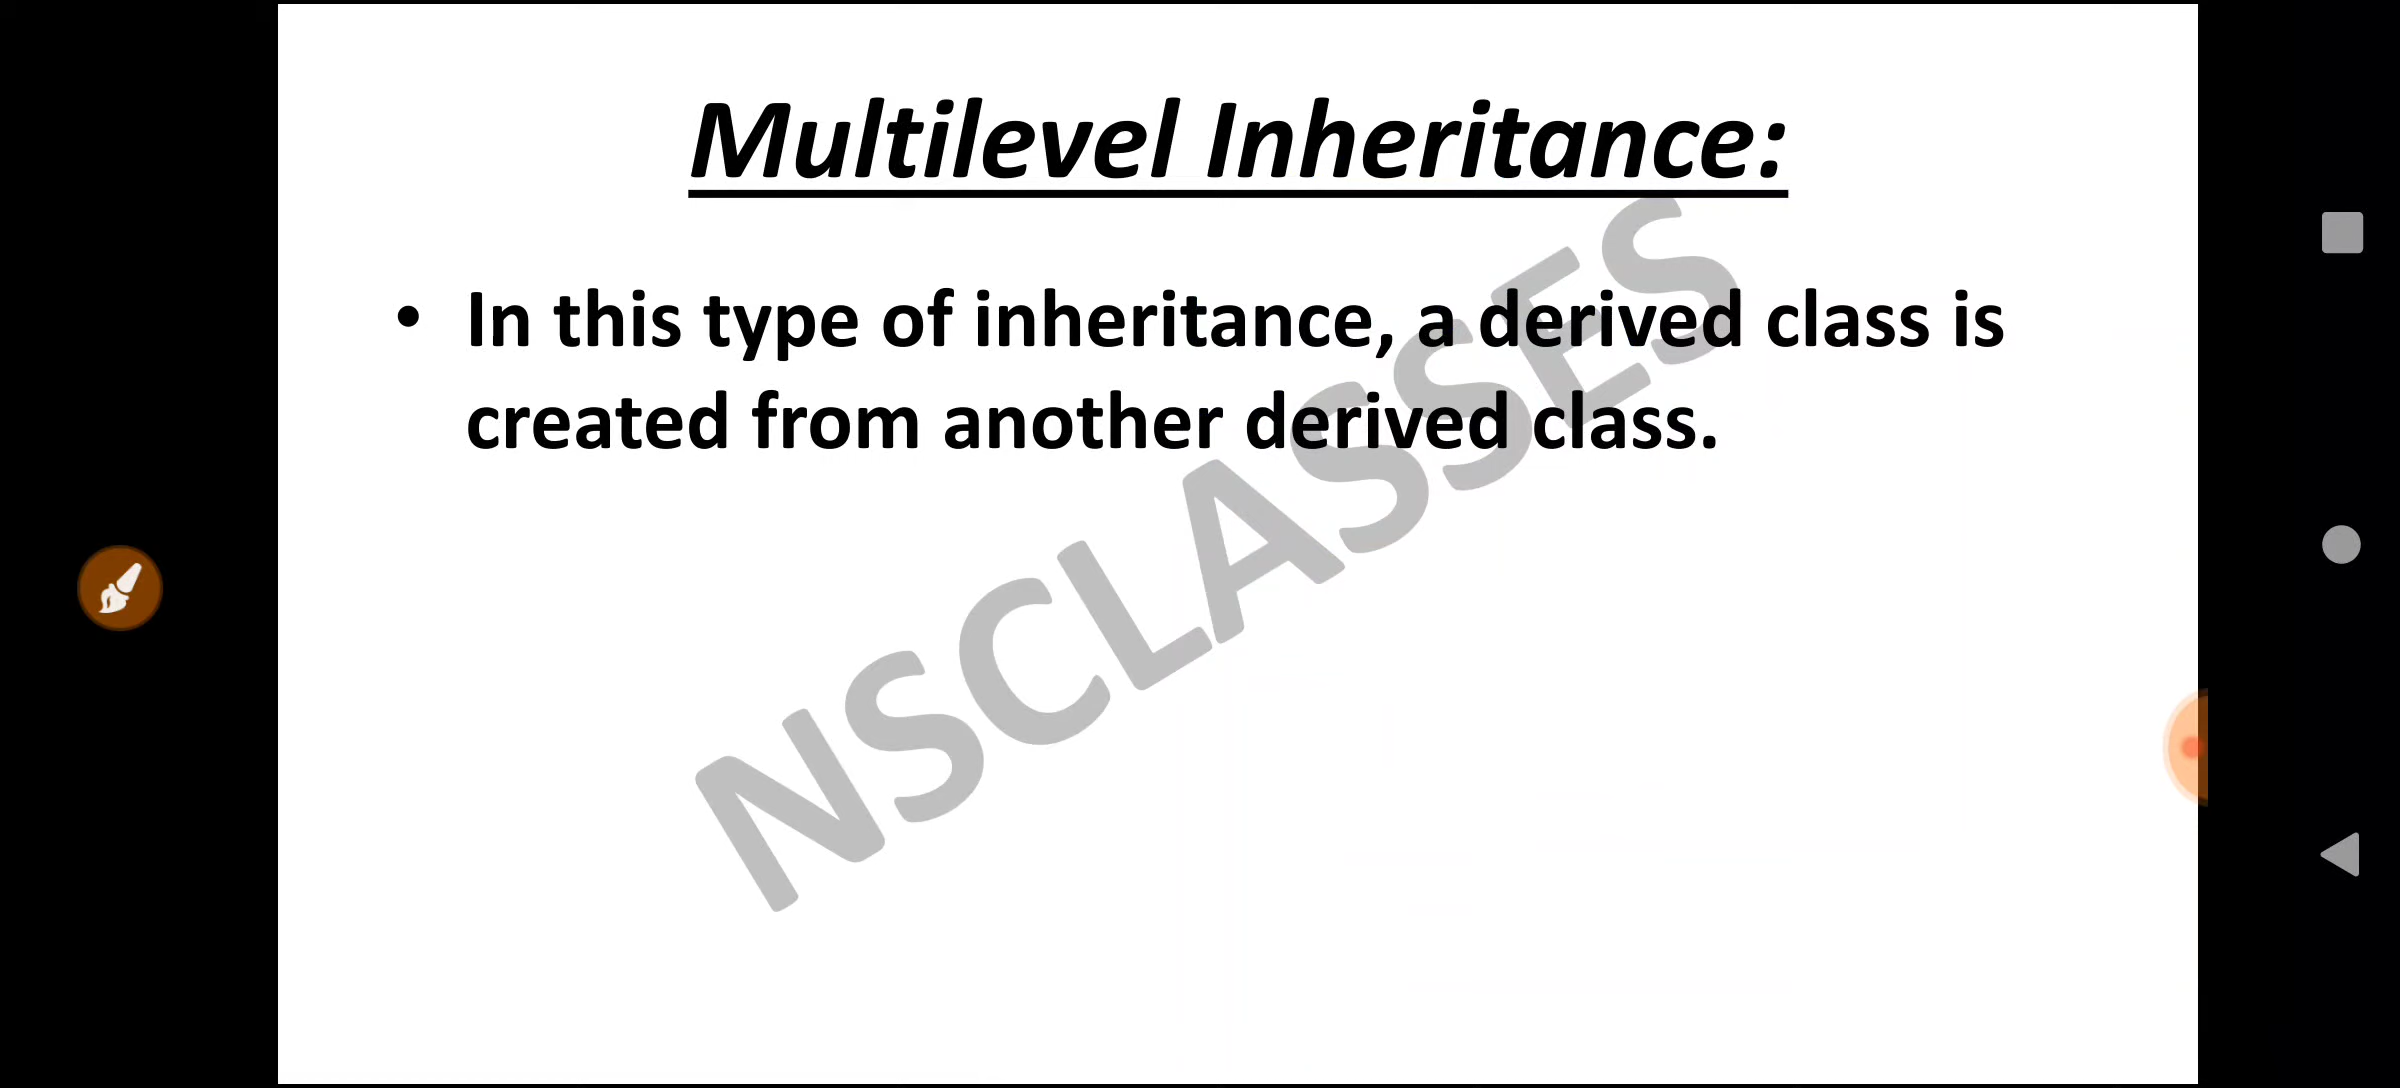 Multilevel Inheritance:
• In this type of inheritance, a derived class is
created from another derived class.
NSCLASSES